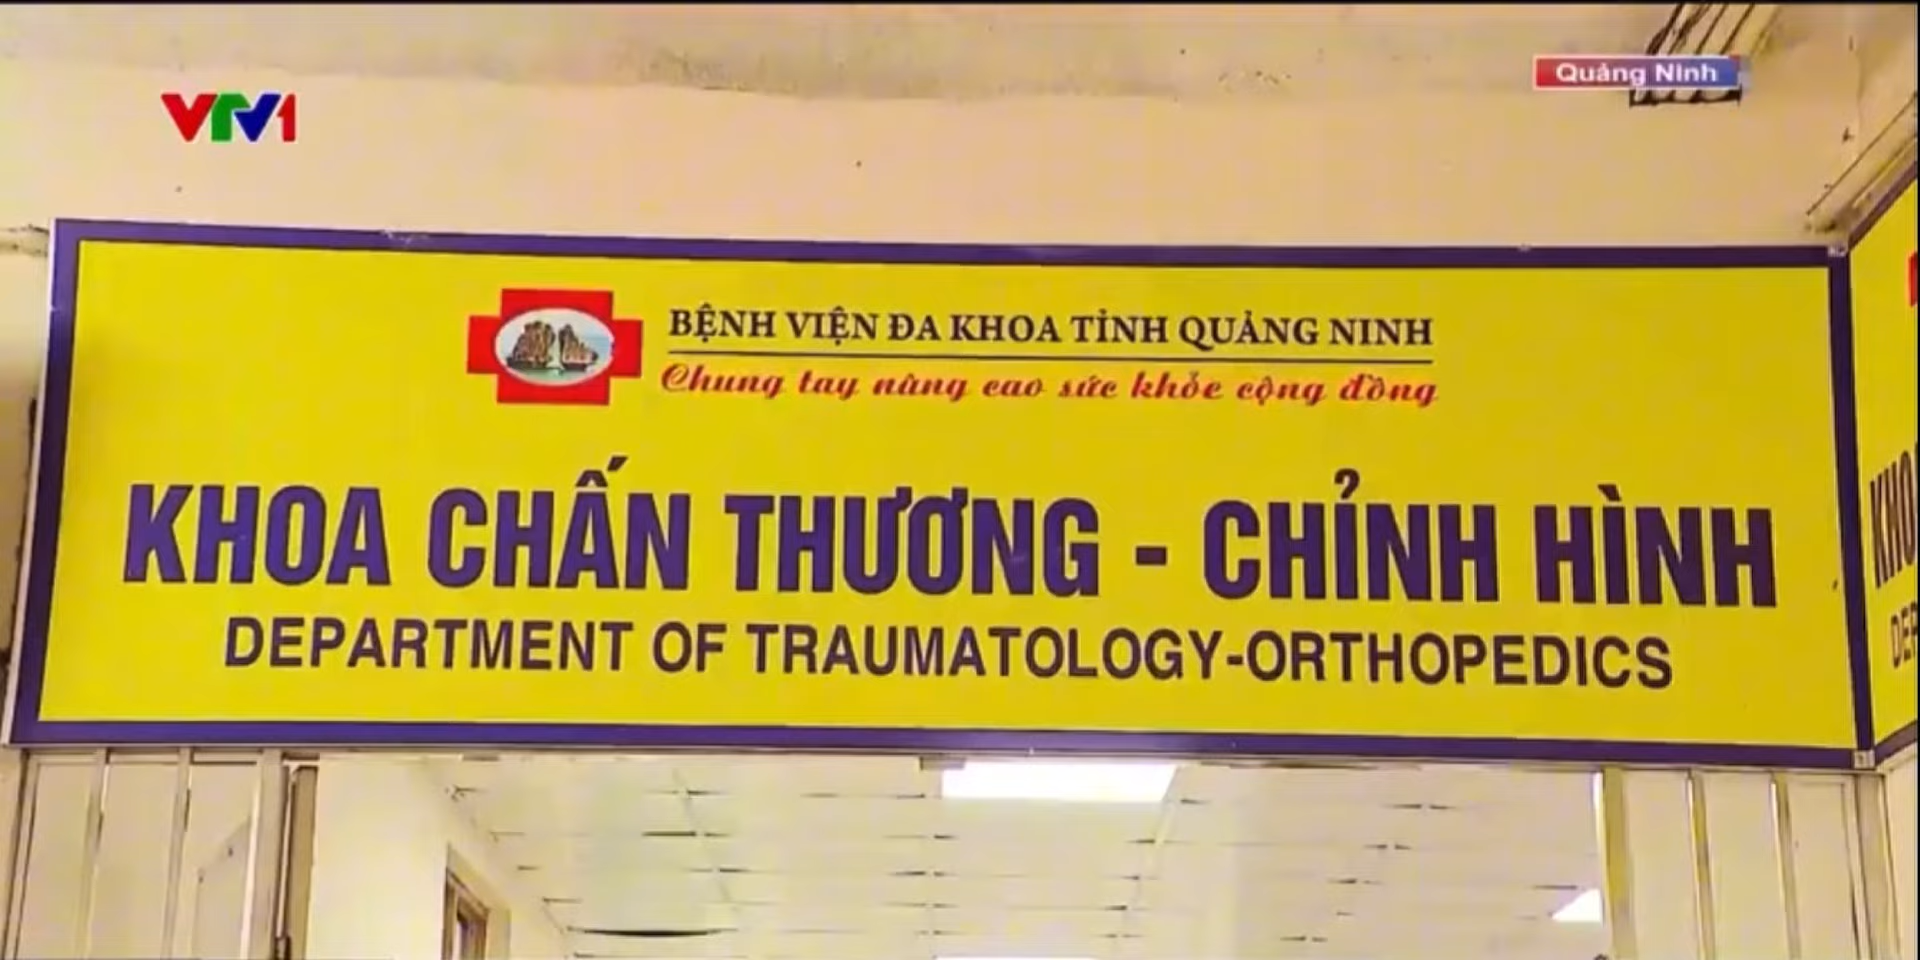 VTV1
Quảng Ninh
BỆNH VIỆN ĐA KHOA TỈNH QUẢNG NINH
Chung tay nâng cao sức khỏe cộng đồng
KHOA CHẤN THƯƠNG - CHỈNH HÌNH
DEPARTMENT OF TRAUMATOLOGY-ORTHOPEDICS